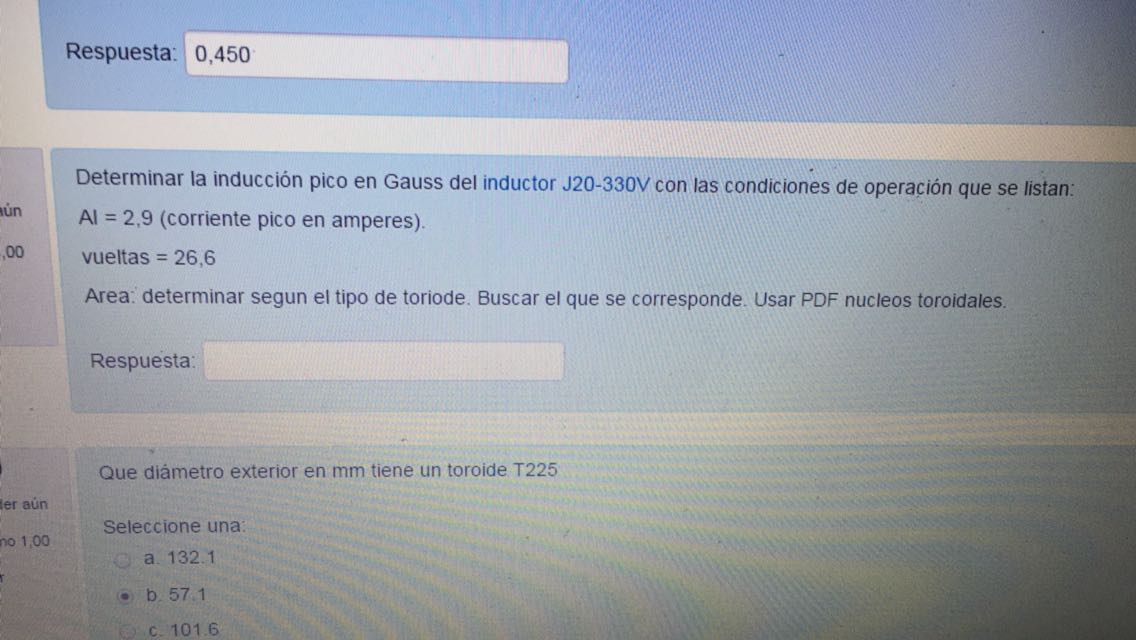 Respuesta: 0,450
Determinar la inducción pico en Gauss del inductor J20-330V con las condiciones de operación que se listan:
aún
AI = 2,9 (corriente pico en amperes).
,00
vueltas = 26,6
Area: determinar segun el tipo de toriode. Buscar el que se corresponde. Usar PDF nucleos toroidales.
Respuesta:
Que diámetro exterior en mm tiene un toroide T225
der aún
Seleccione una:
no 1,00
a. 132.1
r
b. 57.1
c. 101.6